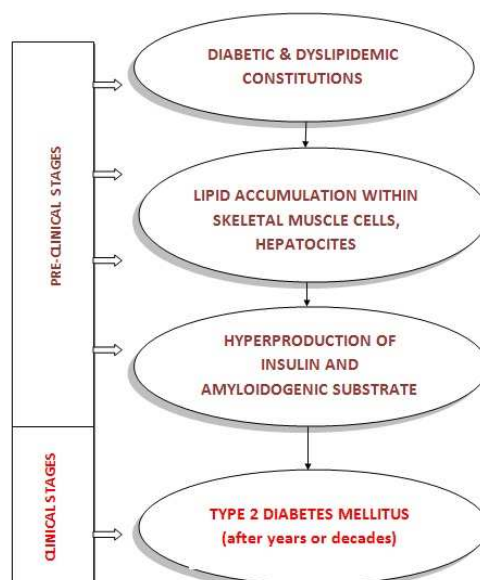 PRE-CLINICAL STAGES
CLINICAL STAGES
DIABETIC & DYSLIPIDEMIC
CONSTITUTIONS
LIPID ACCUMULATION WITHIN
SKELETAL MUSCLE CELLS,
HEPATOCITES
HYPERPRODUCTION OF
INSULIN AND
AMYLOIDOGENIC SUBSTRATE
TYPE 2 DIABETES MELLITUS
(after years or decades)